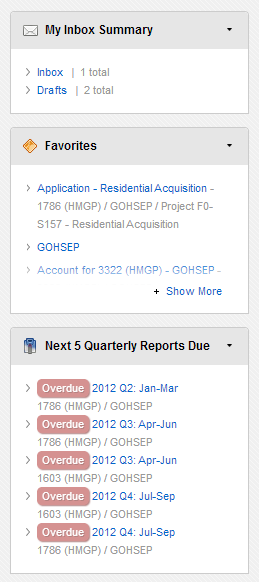 My Inbox Summary
Inbox | 1 total
Drafts | 2 total
Favorites
Application - Residential Acquisition -
1786 (HMGP) / GOHSEP / Project F0-
S157 - Residential Acquisition
GOHSEP
Account for 3322 (HMGP) - GOHSEP -
+ Show More
Next 5 Quarterly Reports Due
Overdue 2012 Q2: Jan-Mar
1786 (HMGP) / GOHSEP
Overdue 2012 Q3: Apr-Jun
1786 (HMGP) / GOHSEP
Overdue 2012 Q3: Apr-Jun
1603 (HMGP) / GOHSEP
Overdue 2012 Q4: Jul-Sep
1603 (HMGP) / GOHSEP
Overdue 2012 Q4: Jul-Sep
1786 (HMGP) / GOHSEP